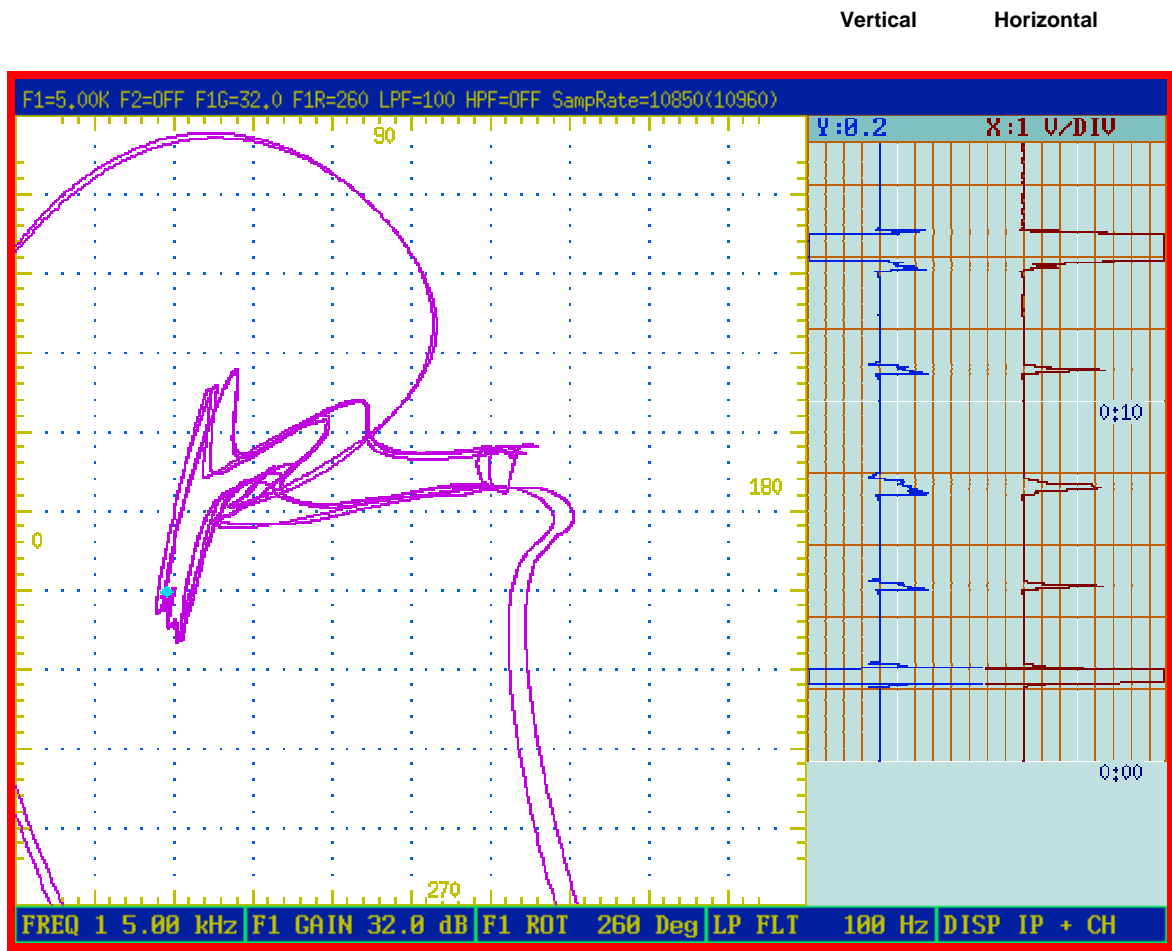 Vertical Horizontal
F1=5.00K F2=OFF F1G=32.0 F1R=260 LPF=100 HPF=OFF SampRate=10850(10960)
Y:0.2 X:1 V/DIV
90
0:10
180
0
0:00
270
FREQ 1 5.00 kHz F1 GAIN 32.0 dB F1 ROT 260 Deg LP FLT 100 Hz DISP IP + CH